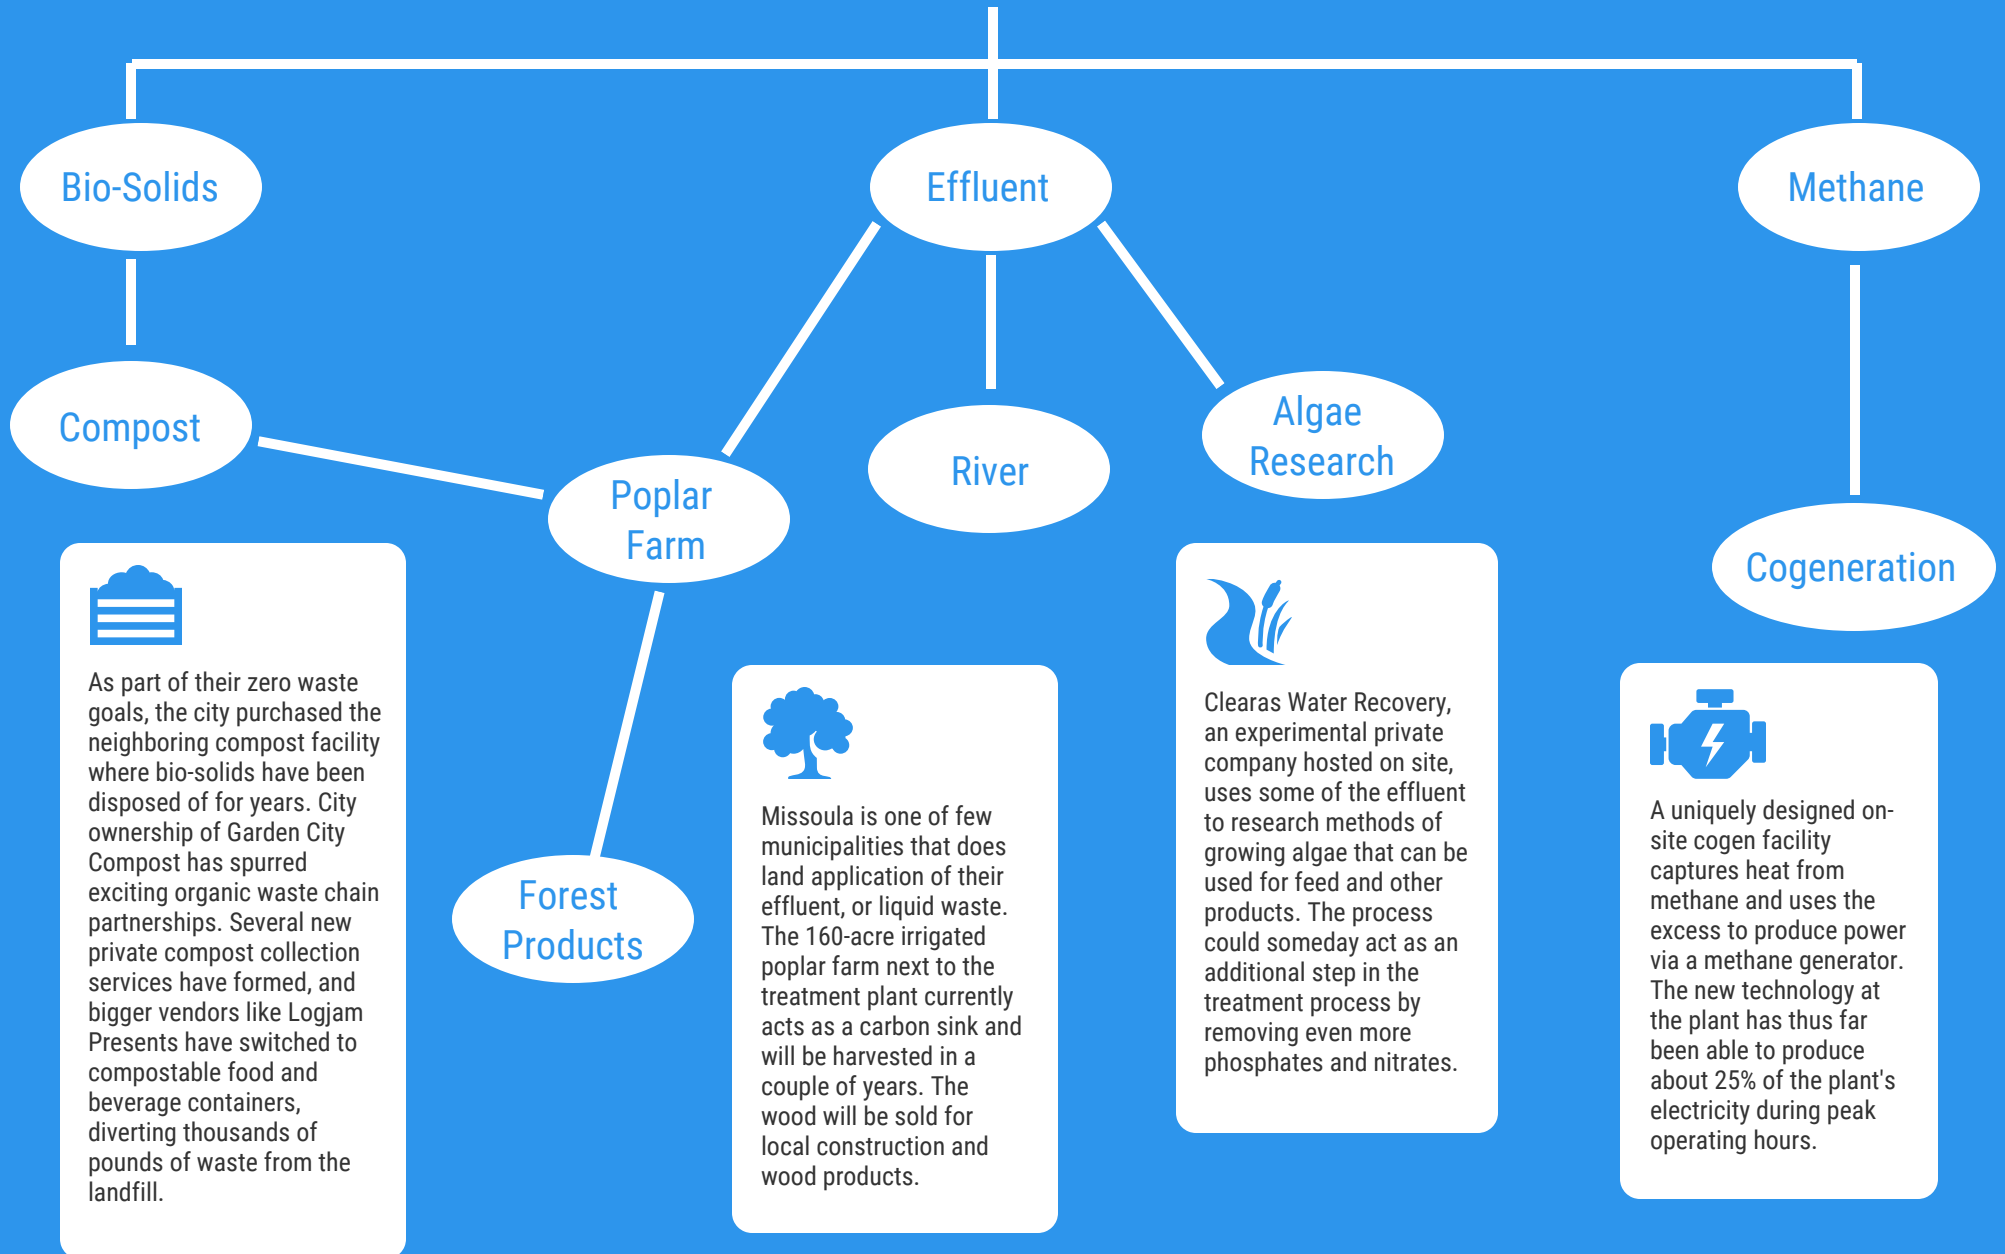 Bio-Solids
Effluent
Methane
Compost
Poplar
Farm
River
Algae
Research
Cogeneration
Forest
Products
As part of their zero waste
goals, the city purchased the
neighboring compost facility
where bio-solids have been
disposed of for years. City
ownership of Garden City
Compost has spurred
exciting organic waste chain
partnerships. Several new
private compost collection
services have formed, and
bigger vendors like Logjam
Presents have switched to
compostable food and
beverage containers,
diverting thousands of
pounds of waste from the
landfill.
Missoula is one of few
municipalities that does
land application of their
effluent, or liquid waste.
The 160-acre irrigated
poplar farm next to the
treatment plant currently
acts as a carbon sink and
will be harvested in a
couple of years. The
wood will be sold for
local construction and
wood products.
Clearas Water Recovery,
an experimental private
company hosted on site,
uses some of the effluent
to research methods of
growing algae that can be
used for feed and other
products. The process
could someday act as an
additional step in the
treatment process by
removing even more
phosphates and nitrates.
A uniquely designed on-
site cogen facility
captures heat from
methane and uses the
excess to produce power
via a methane generator.
The new technology at
the plant has thus far
been able to produce
about 25% of the plant's
electricity during peak
operating hours.